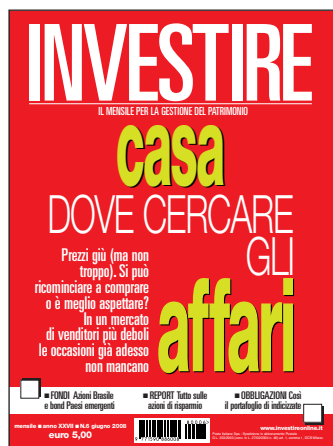 INVESTIRE
IL MENSILE PER LA GESTIONE DEL PATRIMONIO
casa
DOVE CERCARE
GLI
affari
Prezzi giù (ma non
troppo). Si può
ricominciare a comprare
o è meglio aspettare?
In un mercato
di venditori più deboli
le occasioni già adesso
non mancano
■ FONDI Azioni Brasile
e bond Paesi emergenti
■ REPORT Tutto sulle
azioni di risparmio
■ OBBLIGAZIONI Così
il portafoglio di indicizzate
mensile ■ anno XXVII ■ N.6 giugno 2008
euro 5,00
www.investireonline.it